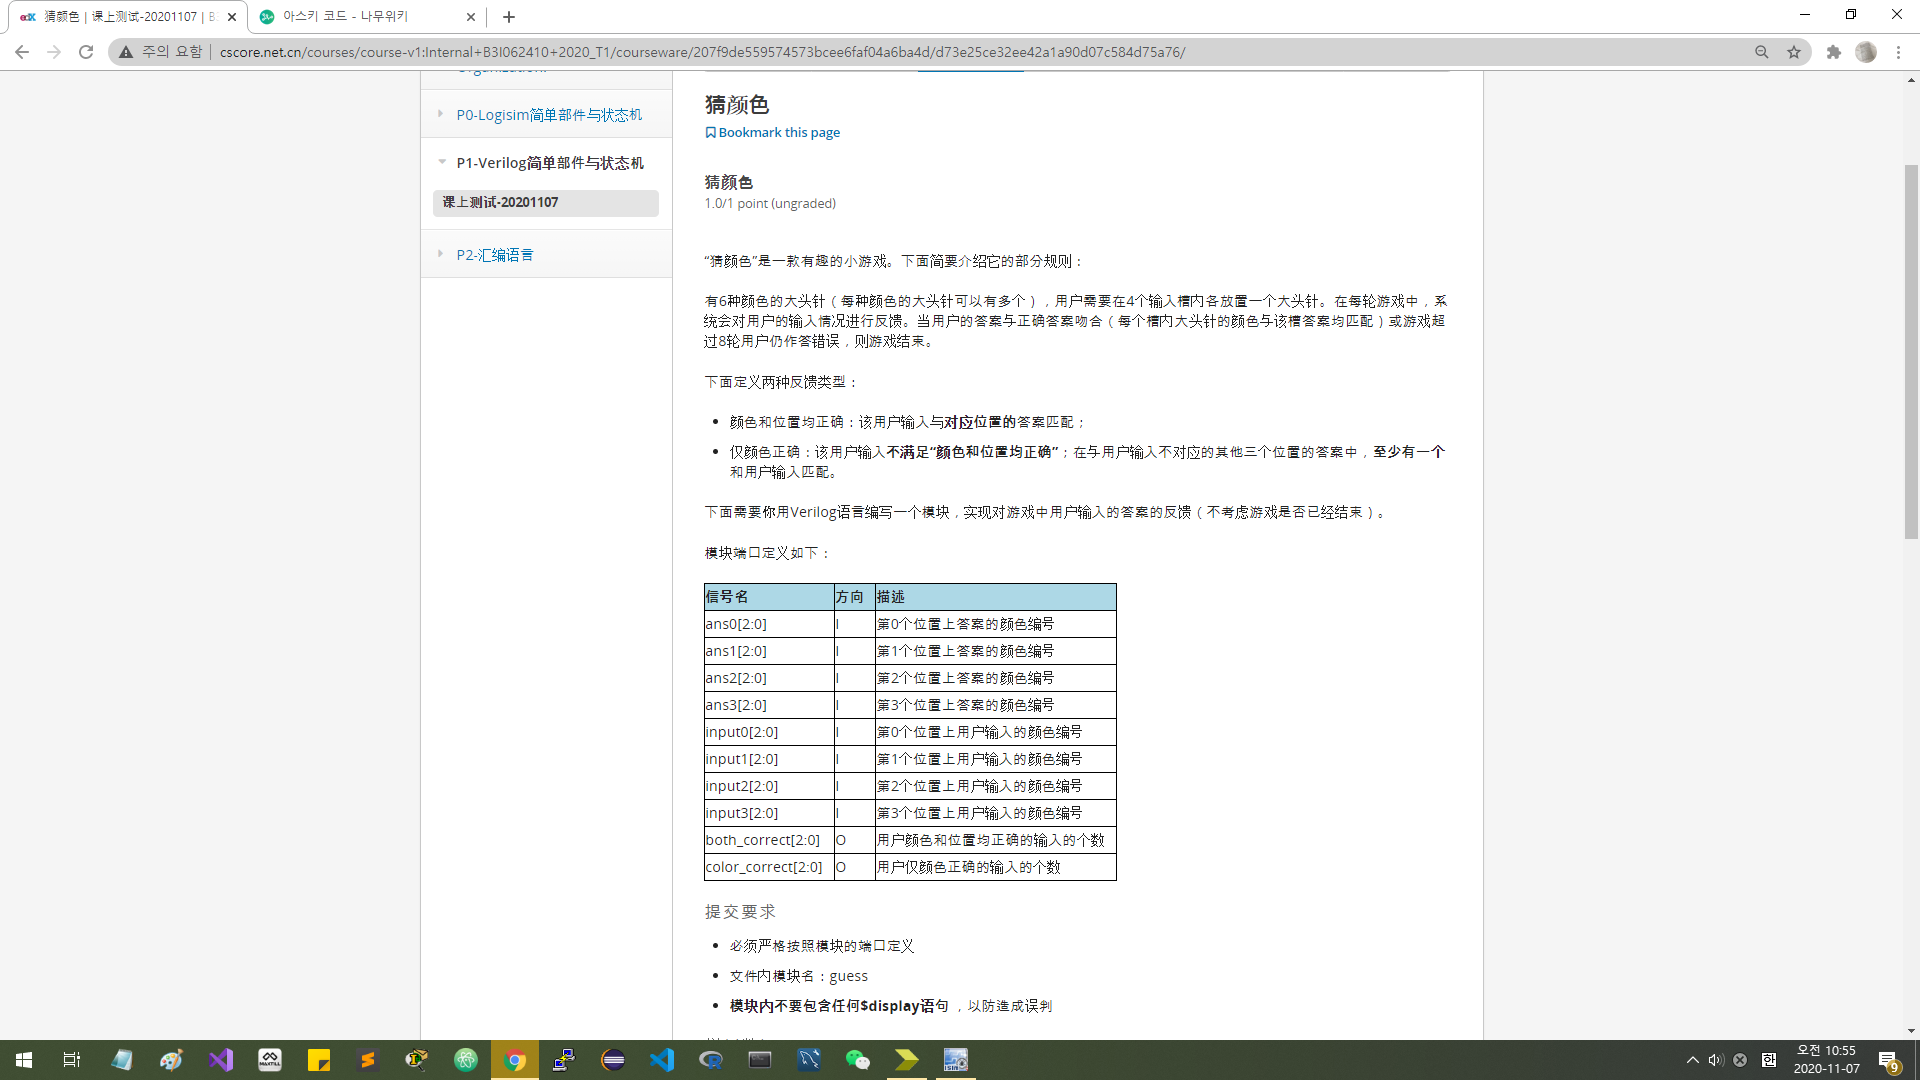 猜颜色 | 课上测试-20201107 | B3
아스키 코드 - 나무위키
주의 요함
cscore.net.cn/courses/course-v1:Internal+B3I062410+2020_T1/courseware/207f9de559574573bcee6faf04a6ba4d/d73e25ce32ee42a1a90d07c584d75a76/
P0-Logisim简单部件与状态机
P1-Verilog简单部件与状态机
课上测试-20201107
P2-汇编语言
猜颜色
Bookmark this page
猜颜色
1.0/1 point (ungraded)
“猜颜色”是一款有趣的小游戏。下面简要介绍它的部分规则：
有6种颜色的大头针（每种颜色的大头针可以有多个），用户需要在4个输入槽内各放置一个大头针。在每轮游戏中，系
统会对用户的输入情况进行反馈。当用户的答案与正确答案吻合（每个槽内大头针的颜色与该槽答案均匹配）或游戏超
过8轮用户仍作答错误，则游戏结束。
下面定义两种反馈类型：
颜色和位置均正确：该用户输入与对应位置的答案匹配；
仅颜色正确：该用户输入不满足“颜色和位置均正确”；在与用户输入不对应的其他三个位置的答案中，至少有一个
和用户输入匹配。
下面需要你用Verilog语言编写一个模块，实现对游戏中用户输入的答案的反馈（不考虑游戏是否已经结束）。
模块端口定义如下：
信号名 方向 描述
ans0[2:0] I 第0个位置上答案的颜色编号
ans1[2:0] I 第1个位置上答案的颜色编号
ans2[2:0] I 第2个位置上答案的颜色编号
ans3[2:0] I 第3个位置上答案的颜色编号
input0[2:0] I 第0个位置上用户输入的颜色编号
input1[2:0] I 第1个位置上用户输入的颜色编号
input2[2:0] I 第2个位置上用户输入的颜色编号
input3[2:0] I 第3个位置上用户输入的颜色编号
both_correct[2:0] O 用户颜色和位置均正确的输入的个数
color_correct[2:0] O 用户仅颜色正确的输入的个数
提交要求
必须严格按照模块的端口定义
文件内模块名：guess
模块内不要包含任何$display语句 ，以防造成误判
한
오전 10:55
2020-11-07
9